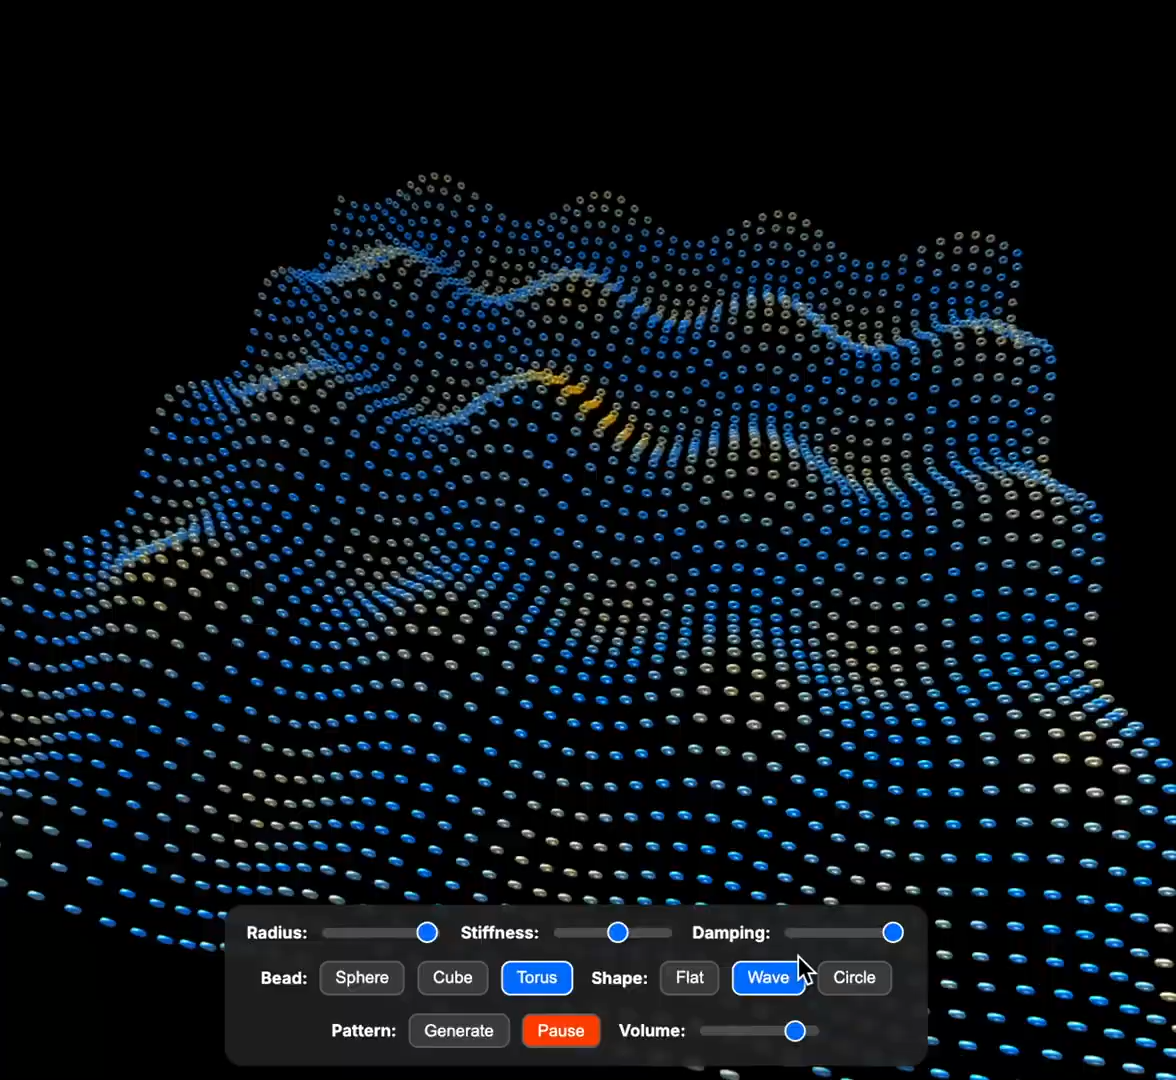 Radius: Stiffness: Damping:
Bead: Sphere Cube Torus Shape: Flat Wave Circle
Pattern: Generate Pause Volume: